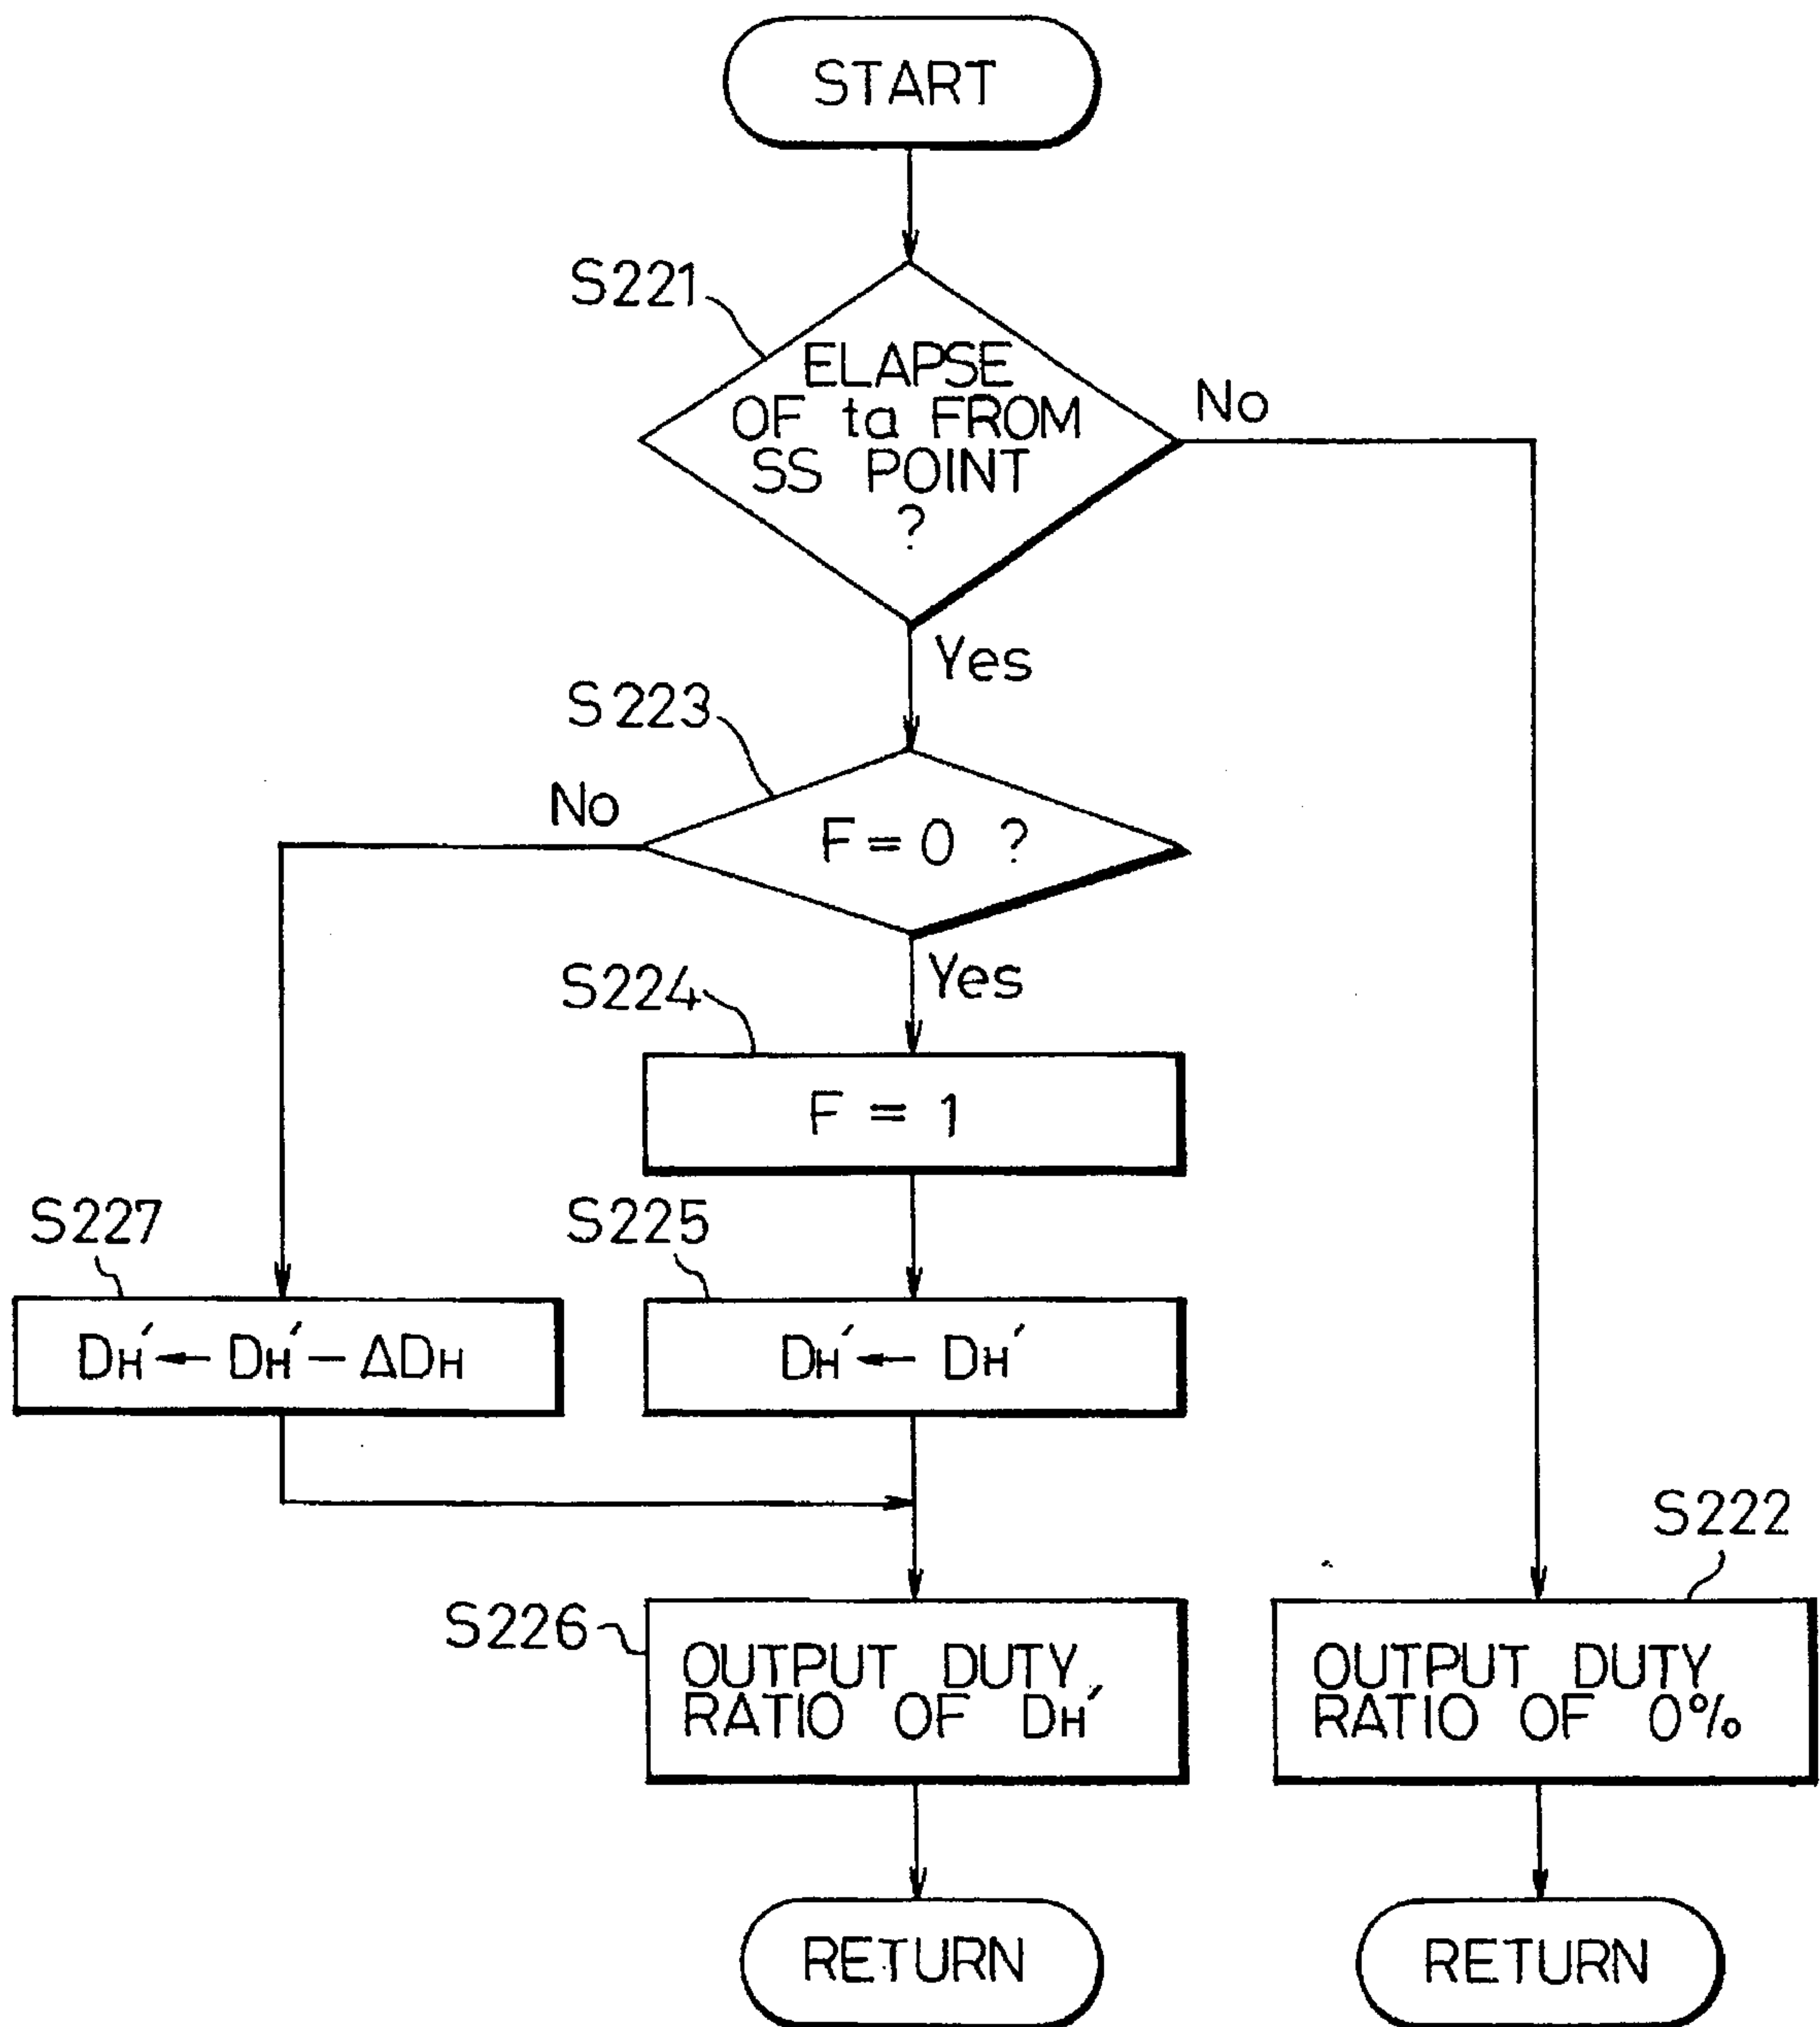 START
S221
ELAPSE
OF ta FROM
SS POINT
?
No
Yes
S223
No
F = 0 ?
Yes
S224
F = 1
S227
S225
DH' ← DH' – ΔDH
DH' ← DH'
S222
S226
OUTPUT DUTY
RATIO OF DH'
OUTPUT DUTY
RATIO OF 0%
RETURN
RETURN